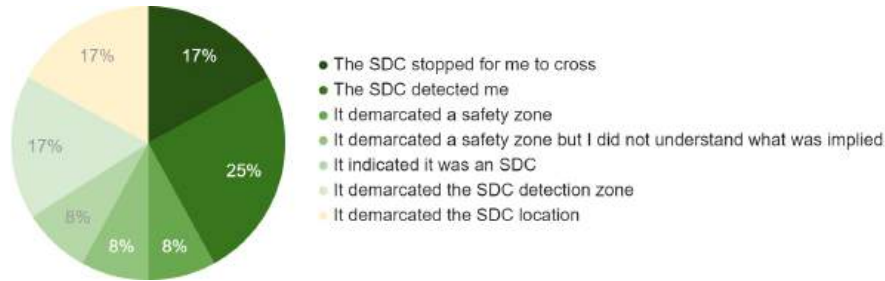 17%
17%
17%
25%
8%
8%
8%
The SDC stopped for me to cross
The SDC detected me
It demarcated a safety zone
It demarcated a safety zone but I did not understand what was implied
It indicated it was an SDC
It demarcated the SDC detection zone
It demarcated the SDC location